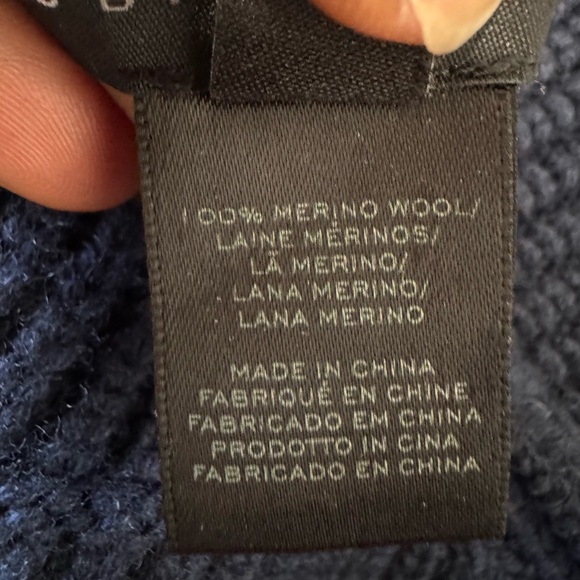 100% MERINO WOOL/
LAINE MÉRINOS/
LÃ MERINO/
LANA MERINO/
LANA MERINO
MADE IN CHINA
FABRIQUÉ EN CHINE
FABRICADO EM CHINA
PRODOTTO IN CINA
FABRICADO EN CHINA